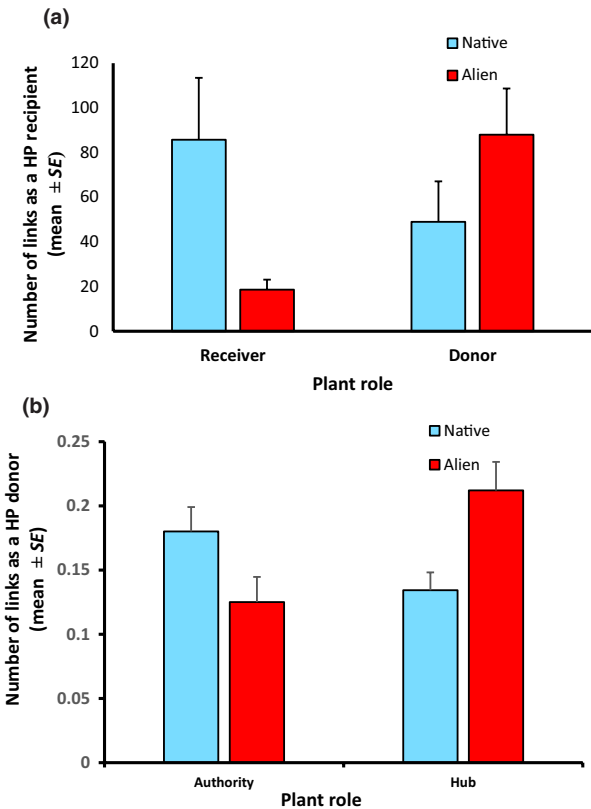 (a)
Native
Alien
120
100
80
60
40
20
0
Number of links as a HP recipient
(mean ± SE)
Receiver
Donor
Plant role
(b)
Native
Alien
0.25
0.2
0.15
0.1
0.05
0
Number of links as a HP donor
(mean ± SE)
Authority
Hub
Plant role